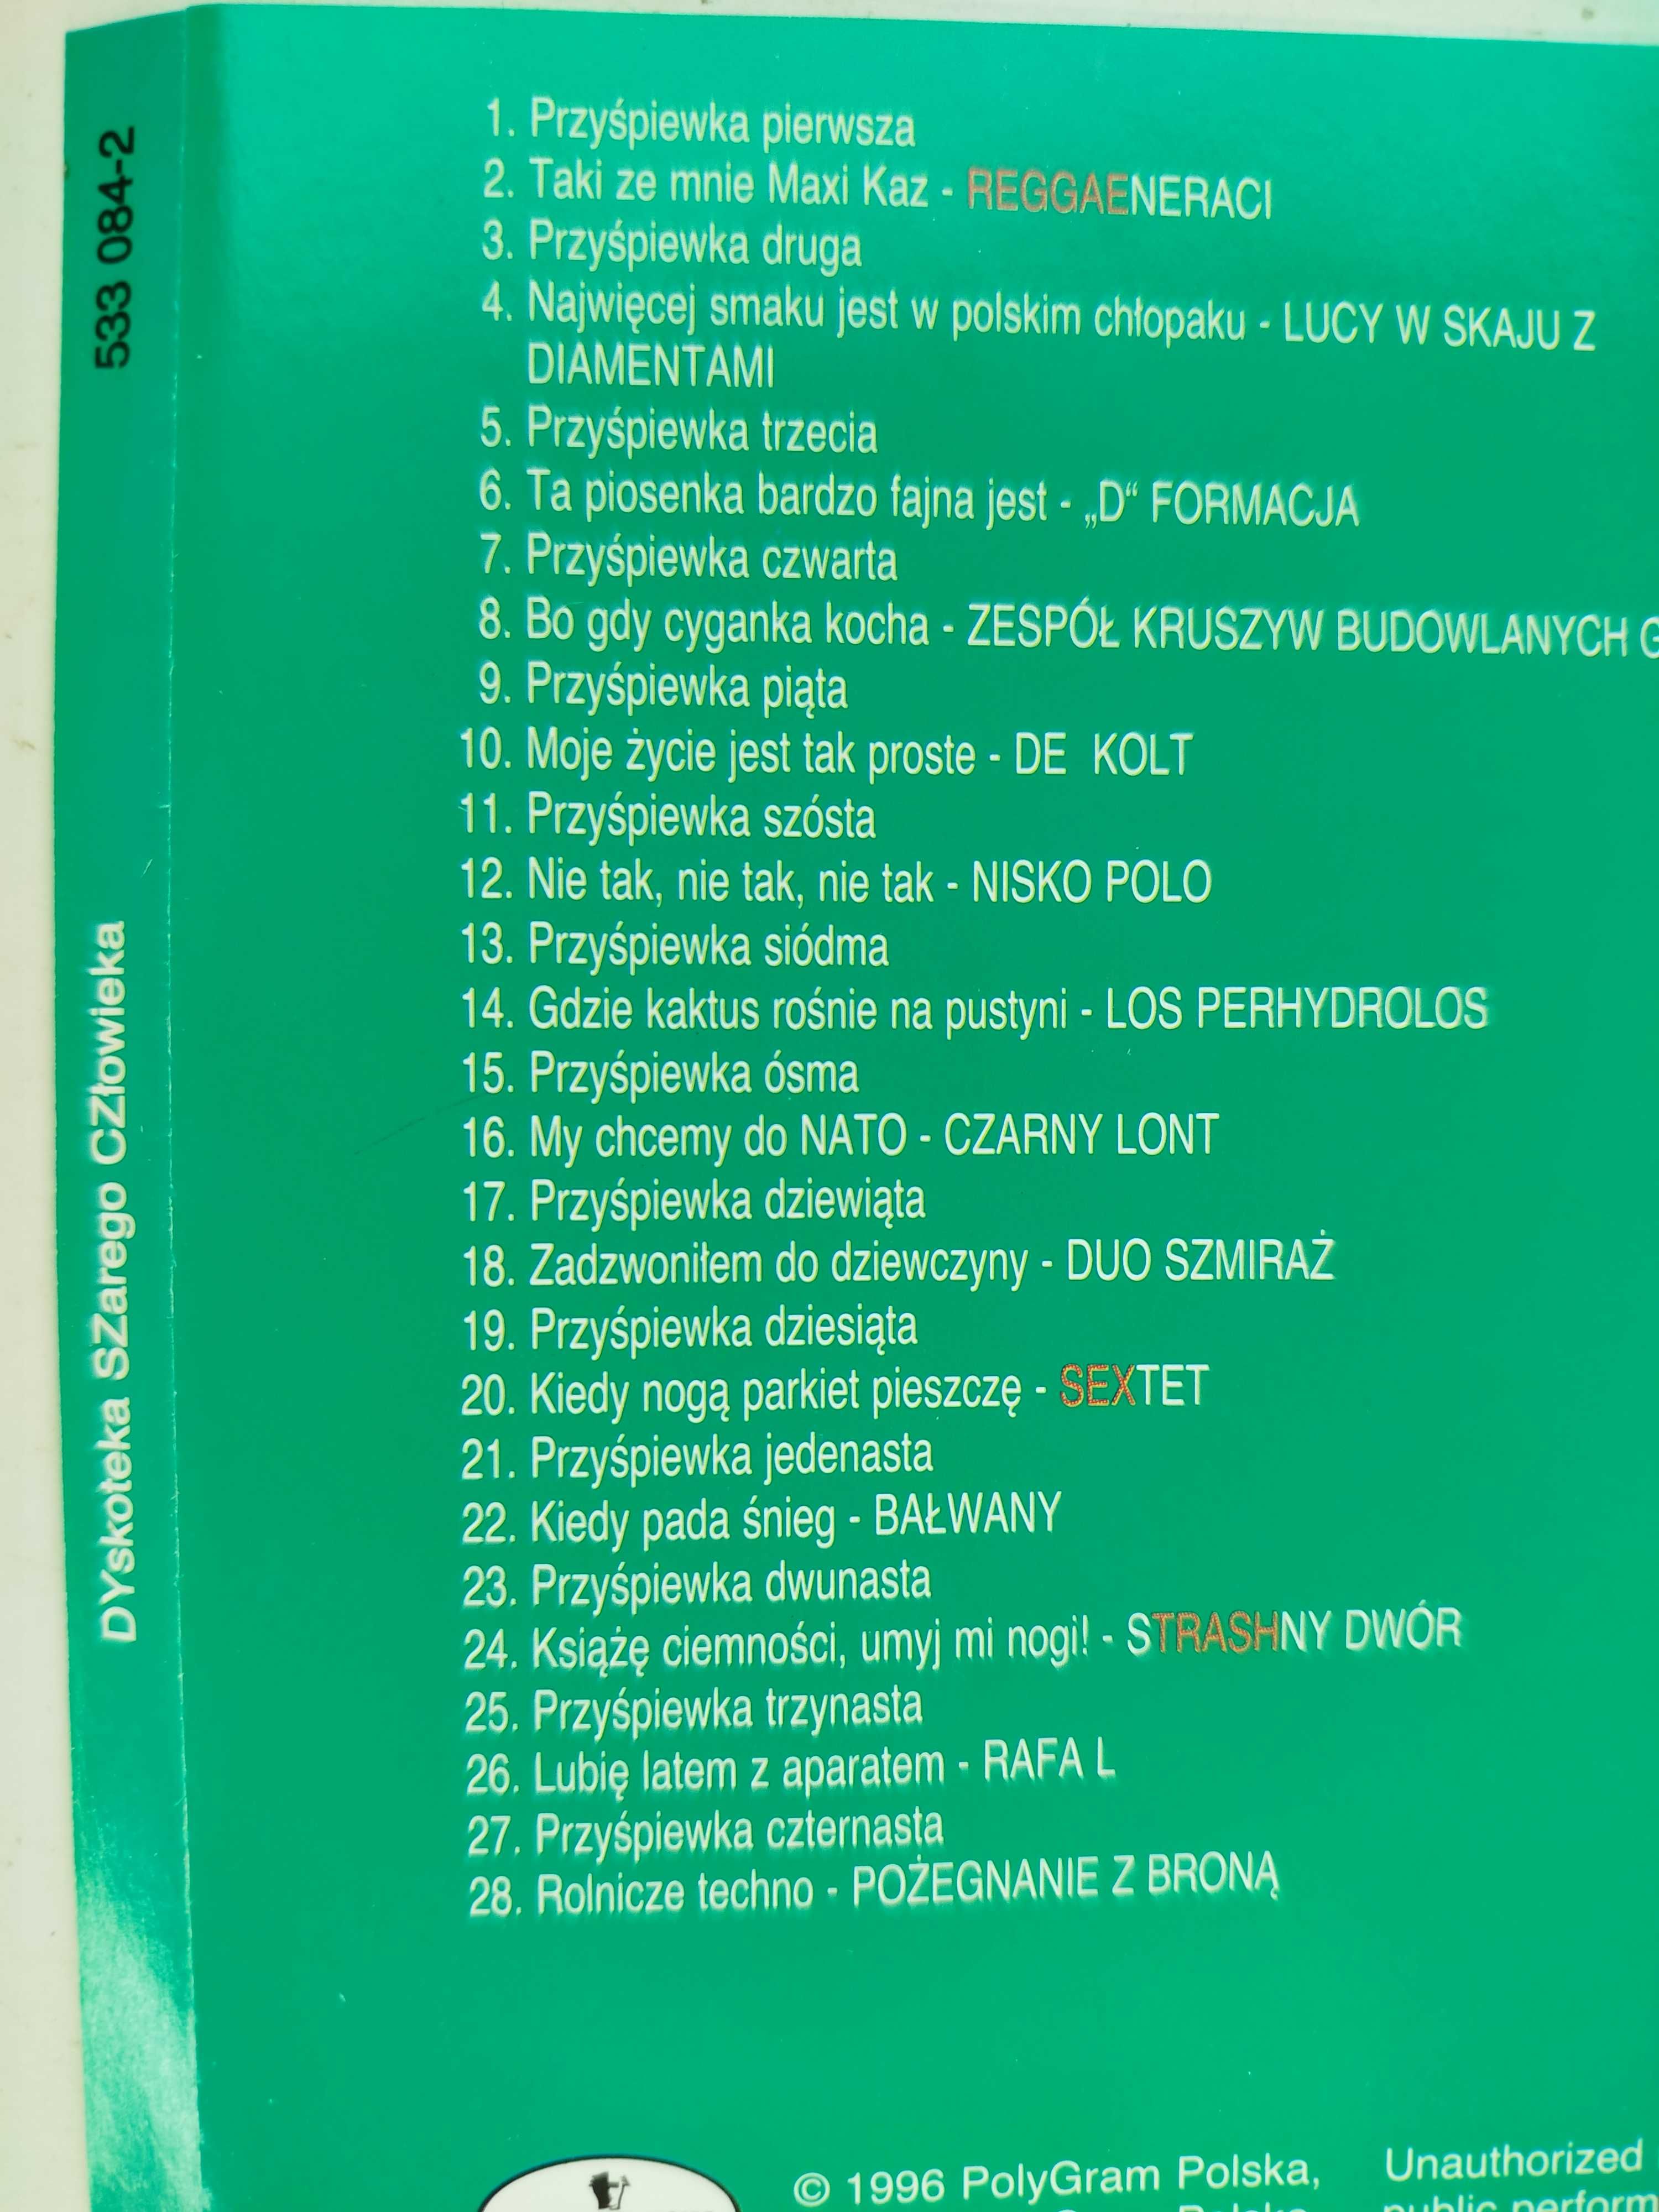 533 084-2
DYskoteka SZarego CZłowieka
1. Przyśpiewka pierwsza
2. Taki ze mnie Maxi Kaz - REGGAENERACI
3. Przyśpiewka druga
4. Najwięcej smaku jest w polskim chłopaku - LUCY W SKAJU Z
DIAMENTAMI
5. Przyśpiewka trzecia
6. Ta piosenka bardzo fajna jest - „D“ FORMACJA
7. Przyśpiewka czwarta
8. Bo gdy cyganka kocha - ZESPÓŁ KRUSZYW BUDOWLANYCH
9. Przyśpiewka piąta
10. Moje życie jest tak proste - DE KOLT
11. Przyśpiewka szósta
12. Nie tak, nie tak, nie tak - NISKO POLO
13. Przyśpiewka siódma
14. Gdzie kaktus rośnie na pustyni - LOS PERHYDROLOS
15. Przyśpiewka ósma
16. My chcemy do NATO - CZARNY LONT
17. Przyśpiewka dziewiąta
18. Zadzwoniłem do dziewczyny - DUO SZMIRAŻ
19. Przyśpiewka dziesiąta
20. Kiedy nogą parkiet pieszczę - SEXTET
21. Przyśpiewka jedenasta
22. Kiedy pada śnieg - BAŁWANY
23. Przyśpiewka dwunasta
24. Książę ciemności, umyj mi nogi! - STRASHNY DWÓR
25. Przyśpiewka trzynasta
26. Lubię latem z aparatem - RAFA L
27. Przyśpiewka czternasta
28. Rolnicze techno - POŻEGNANIE Z BRONĄ
© 1996 PolyGram Polska,
Unauthorized
public